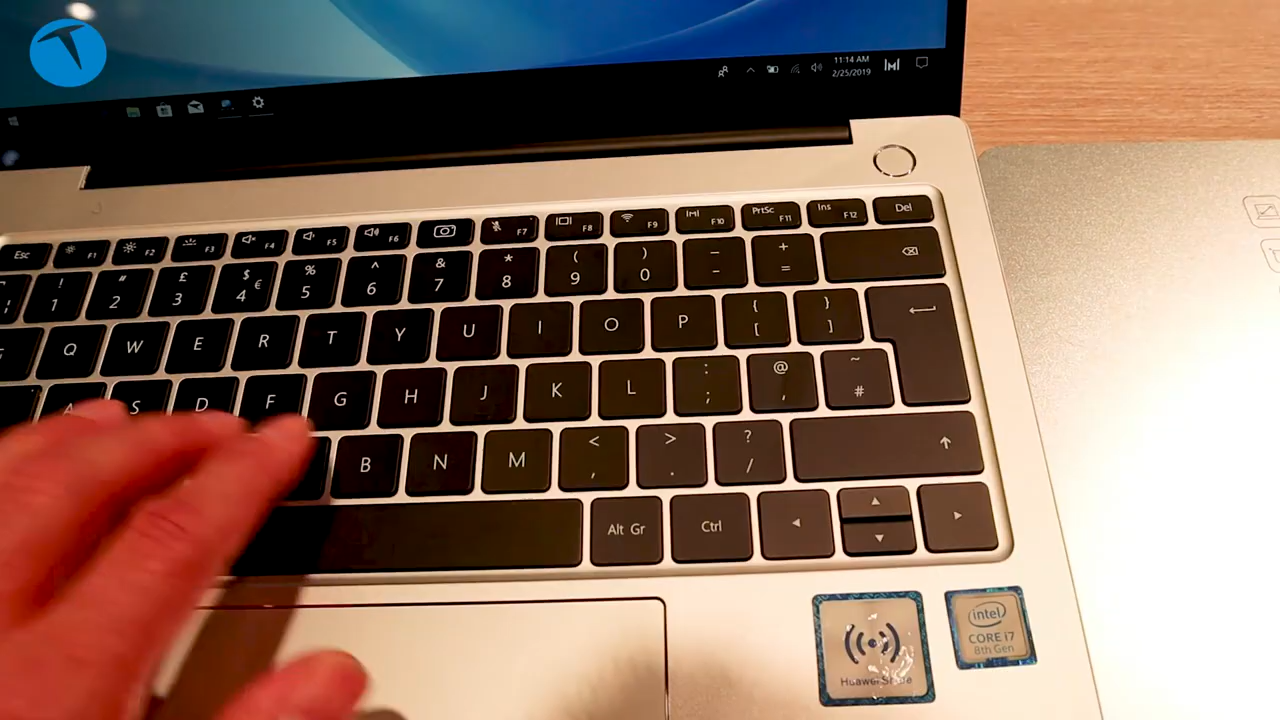 11:14 AM
2/25/2019
Esc F1 F2 F3 F4 F5 F6 F7 F8 F9 F10 PrtSc F11 Ins F12 Del
! 1 " 2 £ 3 $ 4 € % 5 ^ 6 & 7 * 8 ( 9 ) 0 _ - + =
Q W E R T Y U I O P { [ } ]
A S D F G H J K L : ; @ ' ~ #
B N M < , > . ? /
Alt Gr Ctrl
Huawei Share
intel
CORE i7
8th Gen